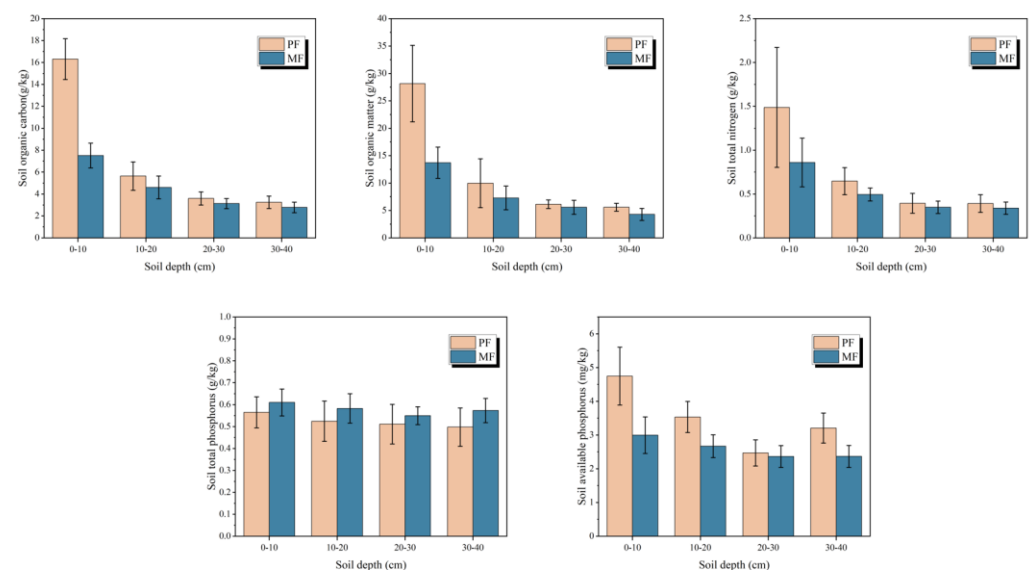 Soil organic carbon(g/kg)
20
18
16
14
12
10
8
6
4
2
0
PF
MF
0-10 10-20 20-30 30-40
Soil depth (cm)
Soil organic matter (g/kg)
40
35
30
25
20
15
10
5
0
PF
MF
0-10 10-20 20-30 30-40
Soil depth (cm)
Soil total nitrogen (g/kg)
2.5
2.0
1.5
1.0
0.5
0.0
PF
MF
0-10 10-20 20-30 30-40
Soil depth (cm)
Soil total phosphorus (g/kg)
1.0
0.9
0.8
0.7
0.6
0.5
0.4
0.3
0.2
0.1
0.0
PF
MF
0-10 10-20 20-30 30-40
Soil depth (cm)
Soil available phosphorus (mg/kg)
6
5
4
3
2
1
0
PF
MF
0-10 10-20 20-30 30-40
Soil depth (cm)